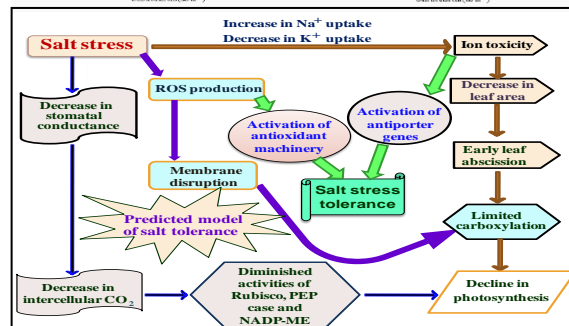 Increase in Na⁺ uptake
Decrease in K⁺ uptake
Salt stress
Ion toxicity
ROS production
Decrease in
leaf area
Decrease in
stomatal
conductance
Activation of
antioxidant
machinery
Activation of
antiporter
genes
Early leaf
abscission
Membrane
disruption
Salt stress
tolerance
Predicted model
of salt tolerance
Limited
carboxylation
Decrease in
intercellular CO₂
Diminished
activities of
Rubisco, PEP
case and
NADP-ME
Decline in
photosynthesis